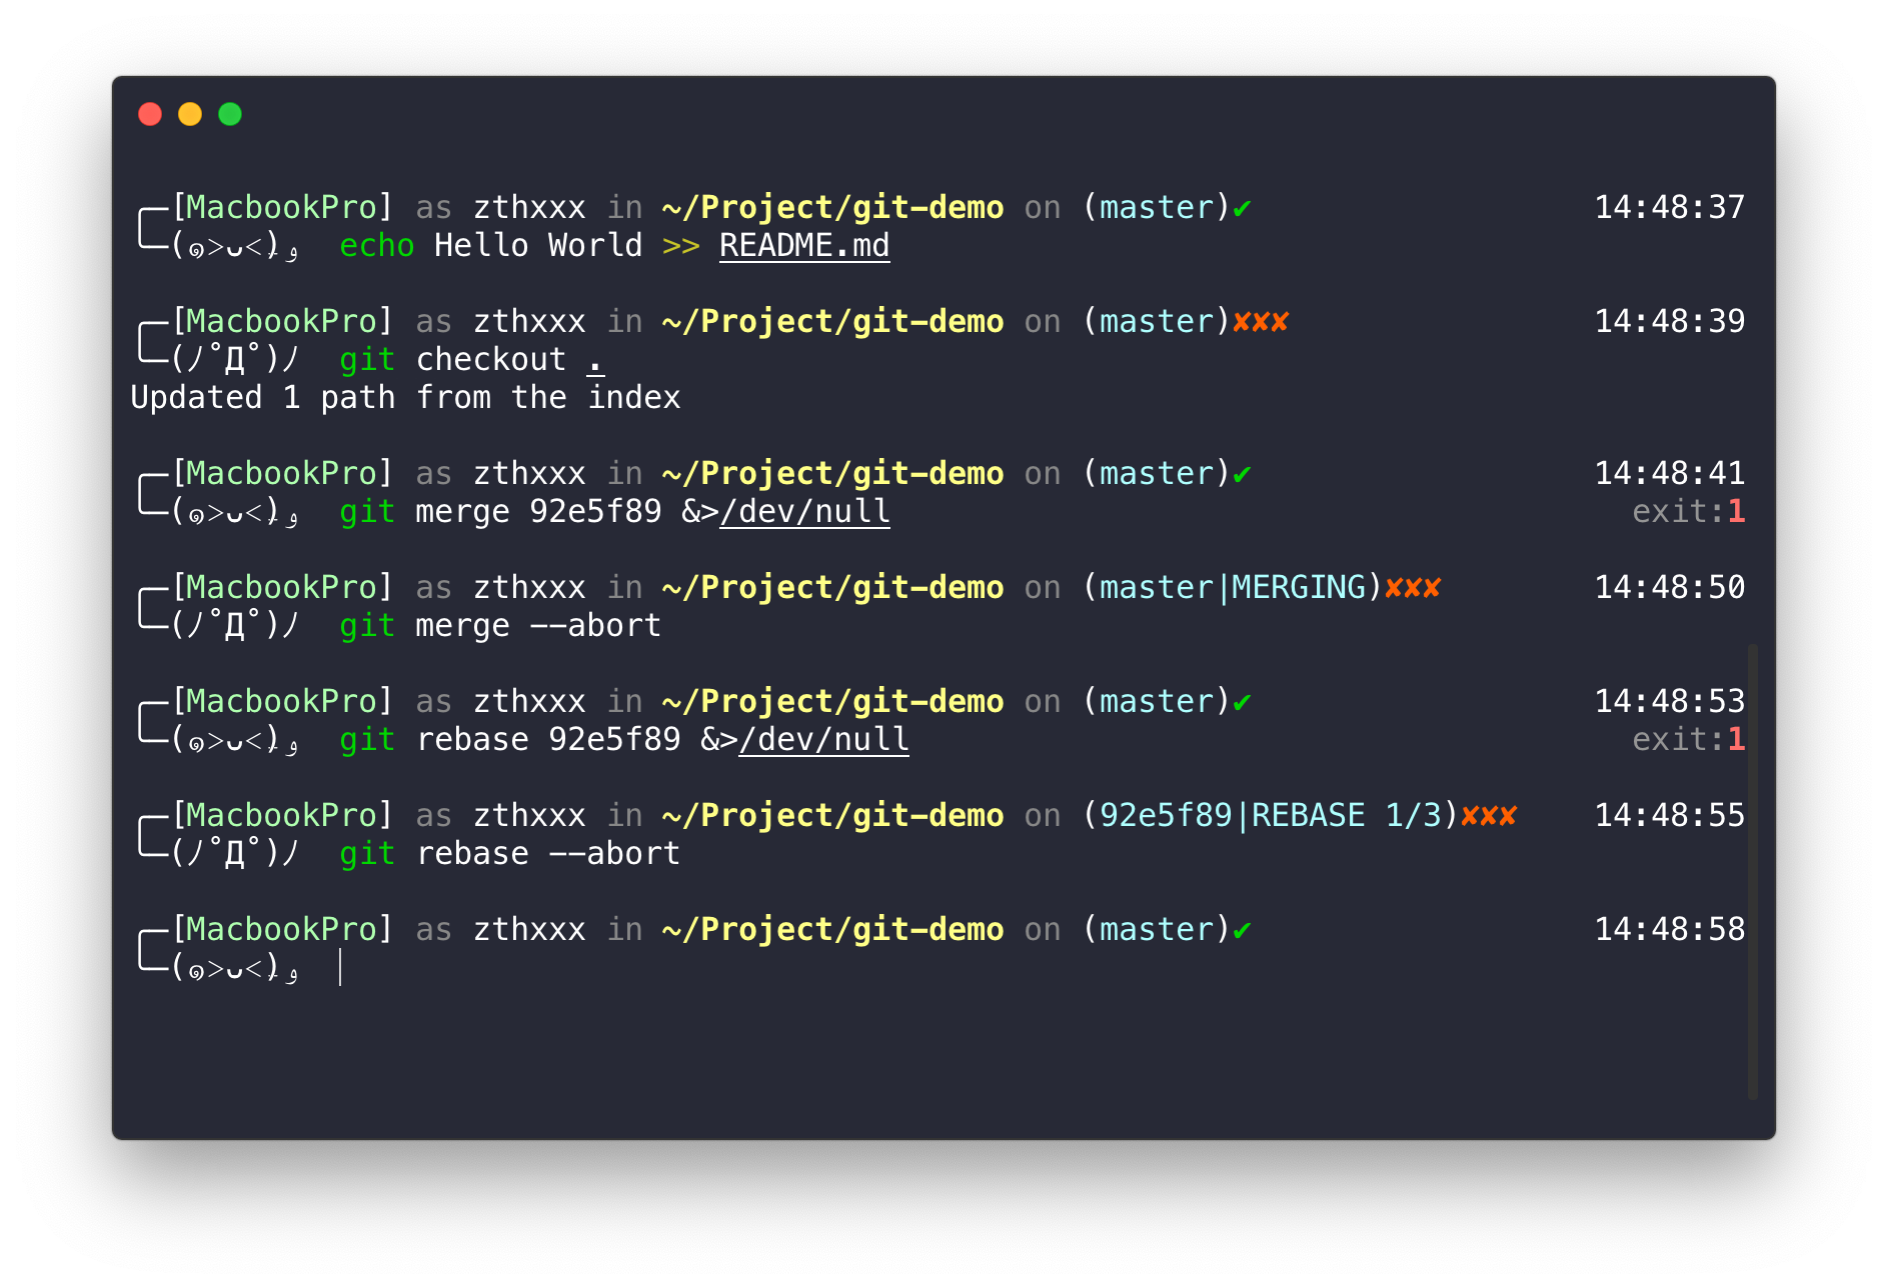 ╭─[MacbookPro] as zthxxx in ~/Project/git-demo on (master)✔ 14:48:37
╰─(๑˃̵ᴗ˂̵)و echo Hello World >> README.md
╭─[MacbookPro] as zthxxx in ~/Project/git-demo on (master)✘✘✘ 14:48:39
╰─(ﾉ˚Д˚)ﾉ git checkout .
Updated 1 path from the index
╭─[MacbookPro] as zthxxx in ~/Project/git-demo on (master)✔ 14:48:41
╰─(๑˃̵ᴗ˂̵)و git merge 92e5f89 &>/dev/null exit:1
╭─[MacbookPro] as zthxxx in ~/Project/git-demo on (master|MERGING)✘✘✘ 14:48:50
╰─(ﾉ˚Д˚)ﾉ git merge --abort
╭─[MacbookPro] as zthxxx in ~/Project/git-demo on (master)✔ 14:48:53
╰─(๑˃̵ᴗ˂̵)و git rebase 92e5f89 &>/dev/null exit:1
╭─[MacbookPro] as zthxxx in ~/Project/git-demo on (92e5f89|REBASE 1/3)✘✘✘ 14:48:55
╰─(ﾉ˚Д˚)ﾉ git rebase --abort
╭─[MacbookPro] as zthxxx in ~/Project/git-demo on (master)✔ 14:48:58
╰─(๑˃̵ᴗ˂̵)و